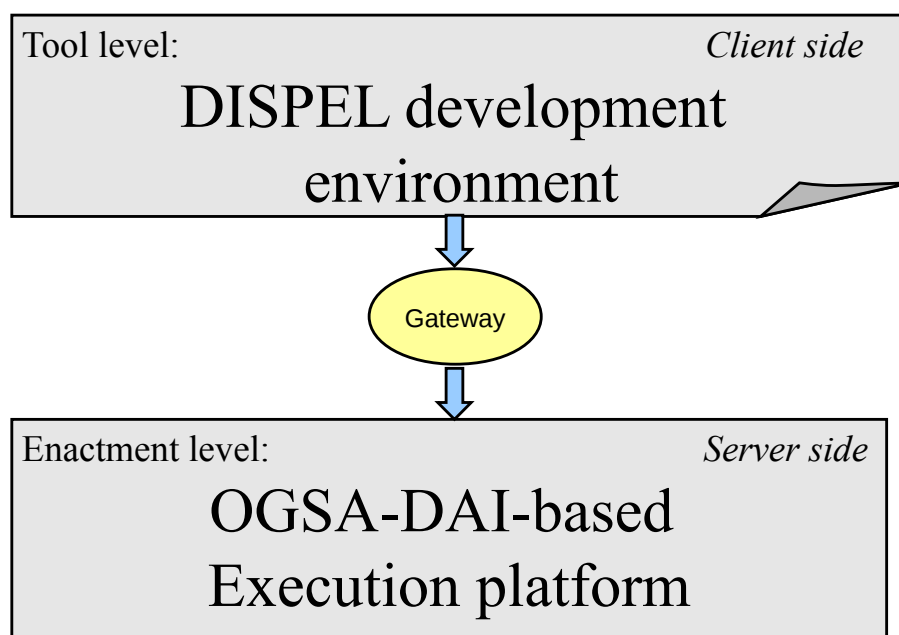 Tool level: Client side
DISPEL development
environment
Gateway
Enactment level: Server side
OGSA-DAI-based
Execution platform